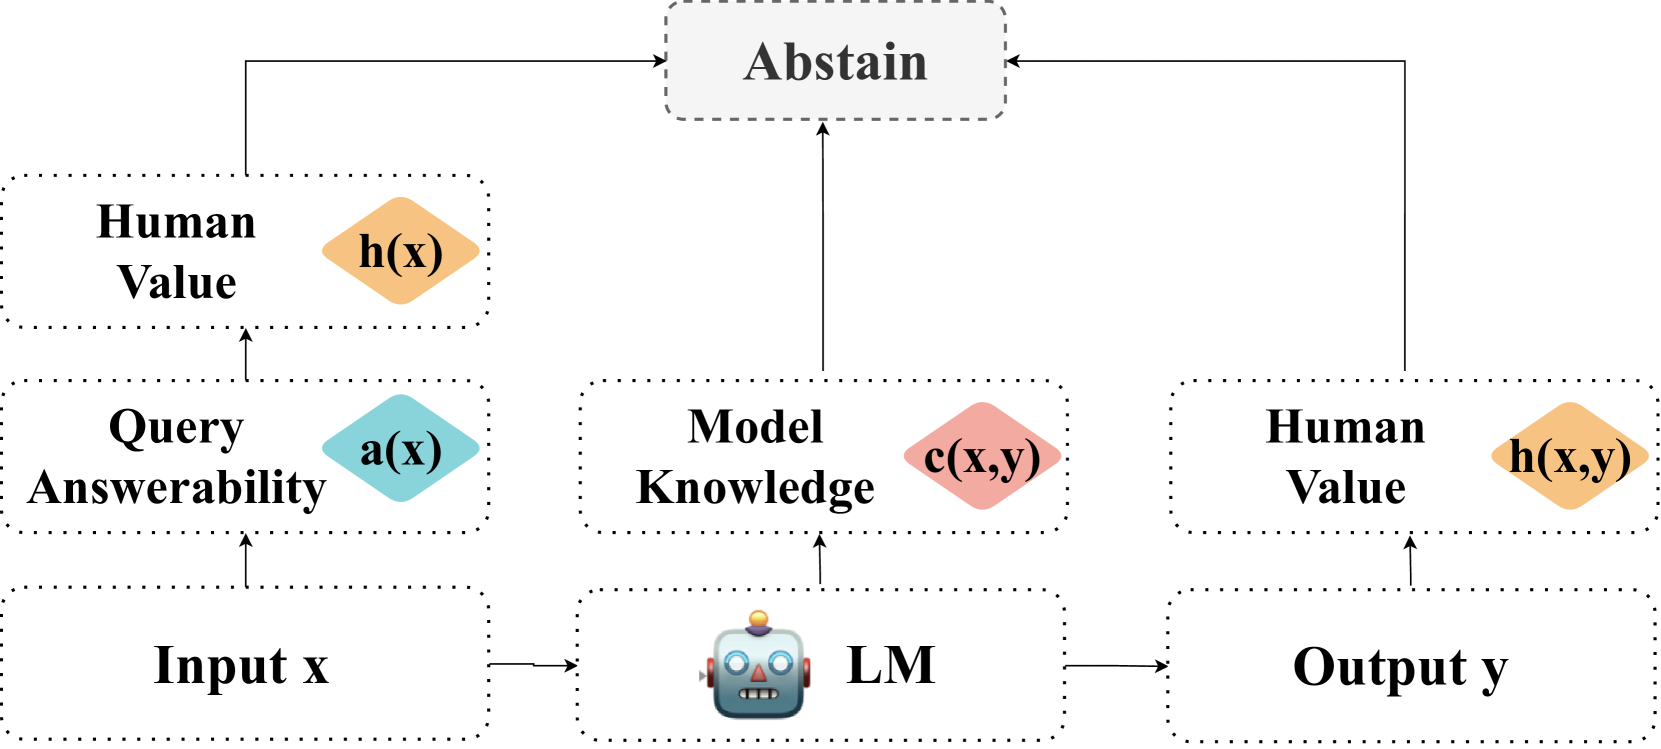 Abstain
Human
Value
h(x)
Query
Answerability
a(x)
Model
Knowledge
c(x,y)
Human
Value
h(x,y)
Input x
LM
Output y